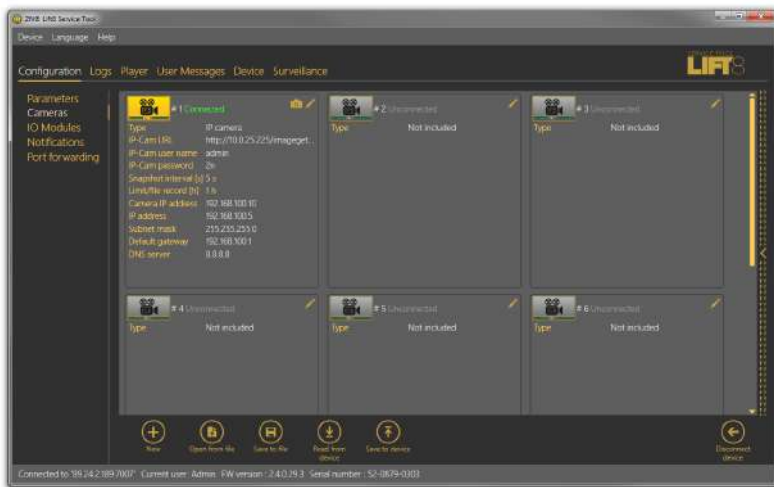 2N® Lift8 Service Tool
Device Language Help
SERVICE TOOL
LIFT8
Configuration Logs Player User Messages Device Surveillance
Parameters
Cameras
IO Modules
Notifications
Port forwarding
# 1 Connected
Type IP camera
IP-Cam URL http://10.0.25.225/imageget...
IP-Cam user name admin
IP-Cam password 2n
Snapshot interval [s] 5 s
Limit/file record [h] 1 h
Camera IP address 192.168.100.10
IP address 192.168.100.5
Subnet mask 255.255.255.0
Default gateway 192.168.100.1
DNS server 8.8.8.8
# 2 Unconnected
Type Not included
# 3 Unconnected
Type Not included
# 4 Unconnected
Type Not included
# 5 Unconnected
Type Not included
# 6 Unconnected
Type Not included
New
Open from file
Save to file
Read from device
Save to device
Disconnect device
Connected to '89.24.2.189:7007' Current user: Admin FW version : 2.4.0.29.3 Serial number : 52-0879-0303